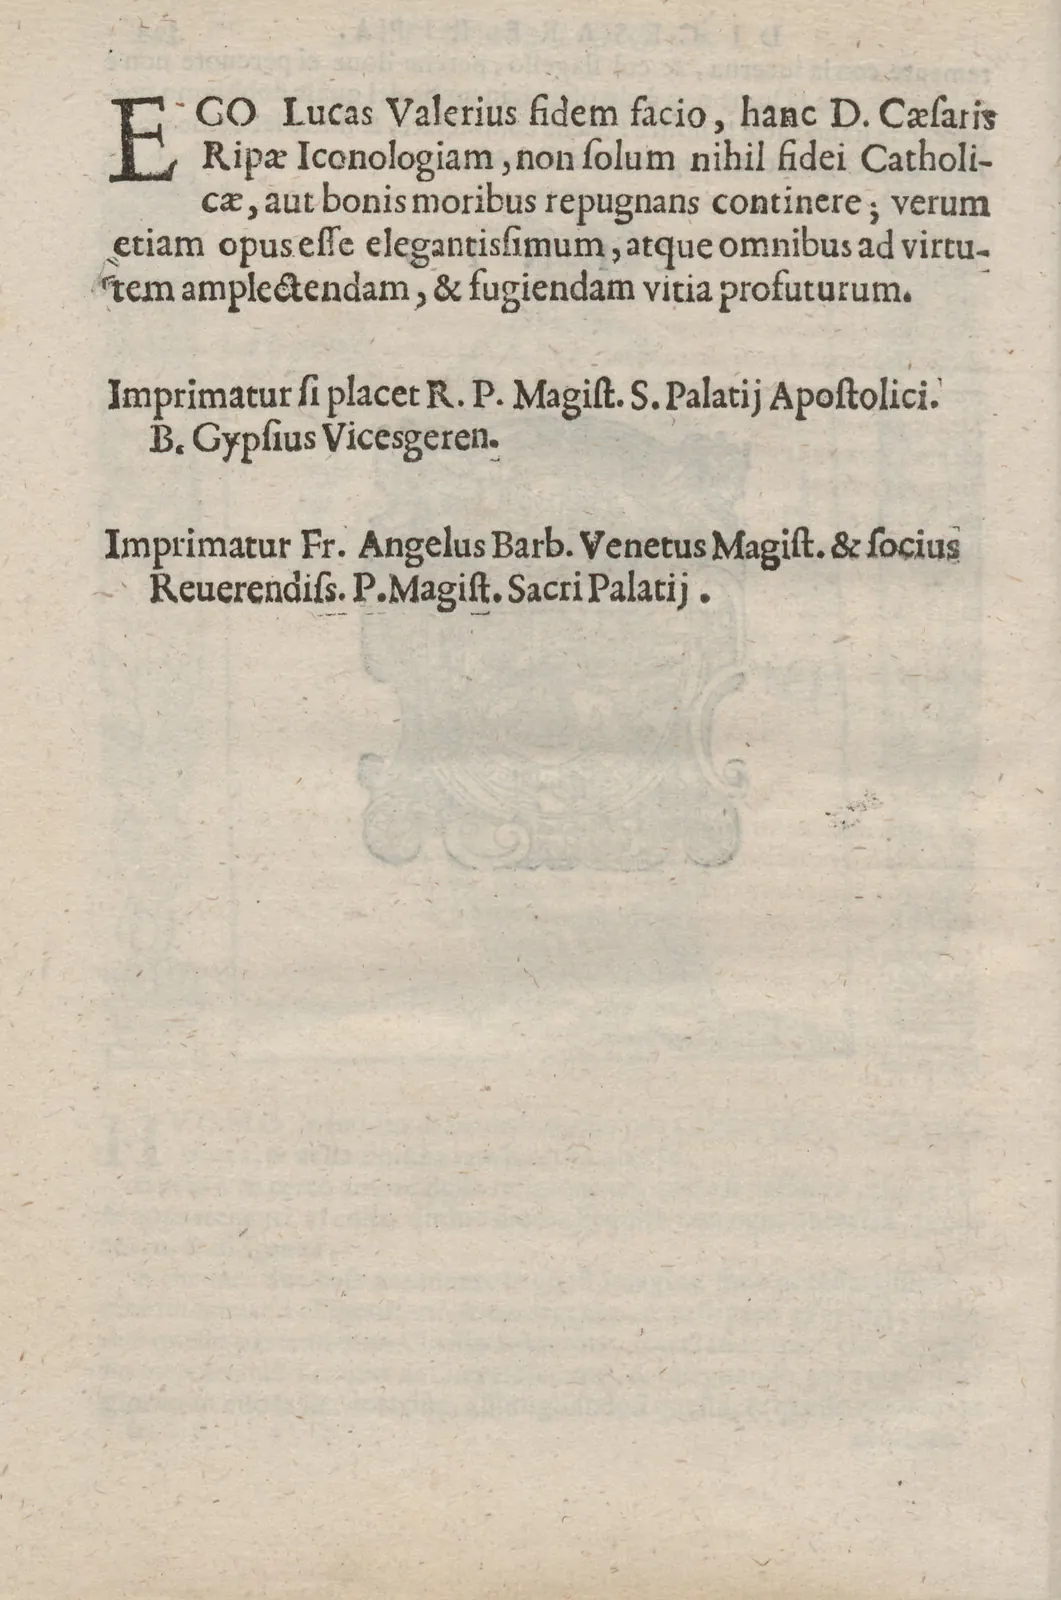 EGO Lucas Valerius fidem facio, hanc D. Cæſaris
Ripæ Iconologiam, non ſolum nihil fidei Catholi-
cæ, aut bonis moribus repugnans continere; verum
etiam opus eſſe elegantiſſimum, atque omnibus ad virtu-
tem amplectendam, & fugiendam vitia profuturum.
Imprimatur ſi placet R. P. Magiſt. S. Palatij Apoſtolici.
B. Gypſius Vicesgeren.
Imprimatur Fr. Angelus Barb. Venetus Magiſt. & ſocius
Reuerendiſs. P. Magiſt. Sacri Palatij.